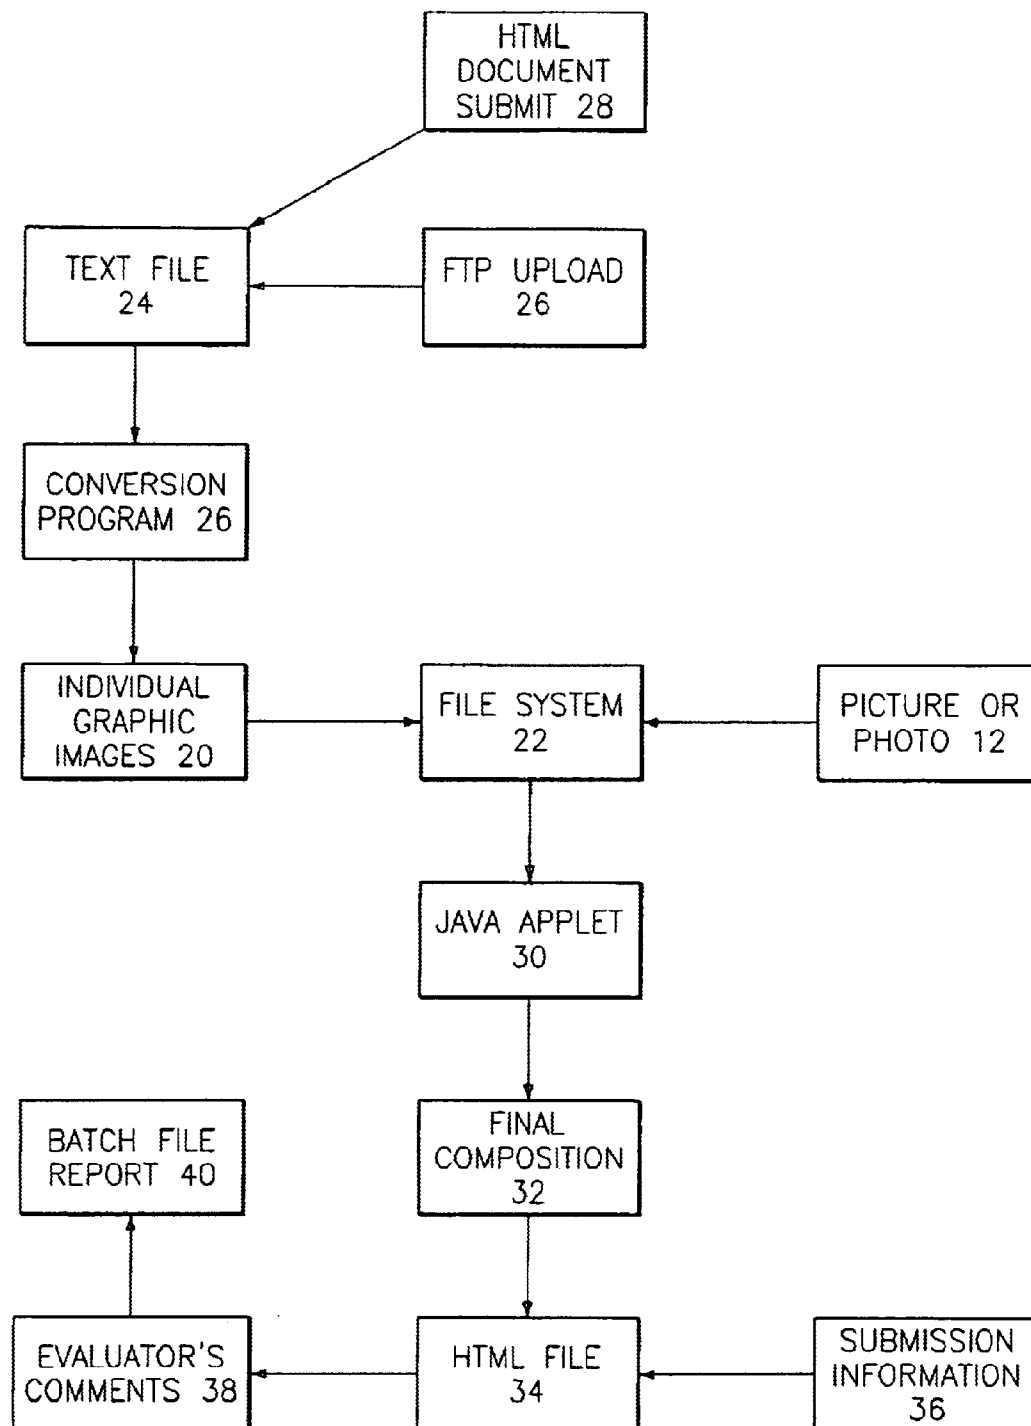 HTML
DOCUMENT
SUBMIT 28
TEXT FILE
24
FTP UPLOAD
26
CONVERSION
PROGRAM 26
INDIVIDUAL
GRAPHIC
IMAGES 20
FILE SYSTEM
22
PICTURE OR
PHOTO 12
JAVA APPLET
30
BATCH FILE
REPORT 40
FINAL
COMPOSITION
32
EVALUATOR'S
COMMENTS 38
HTML FILE
34
SUBMISSION
INFORMATION
36